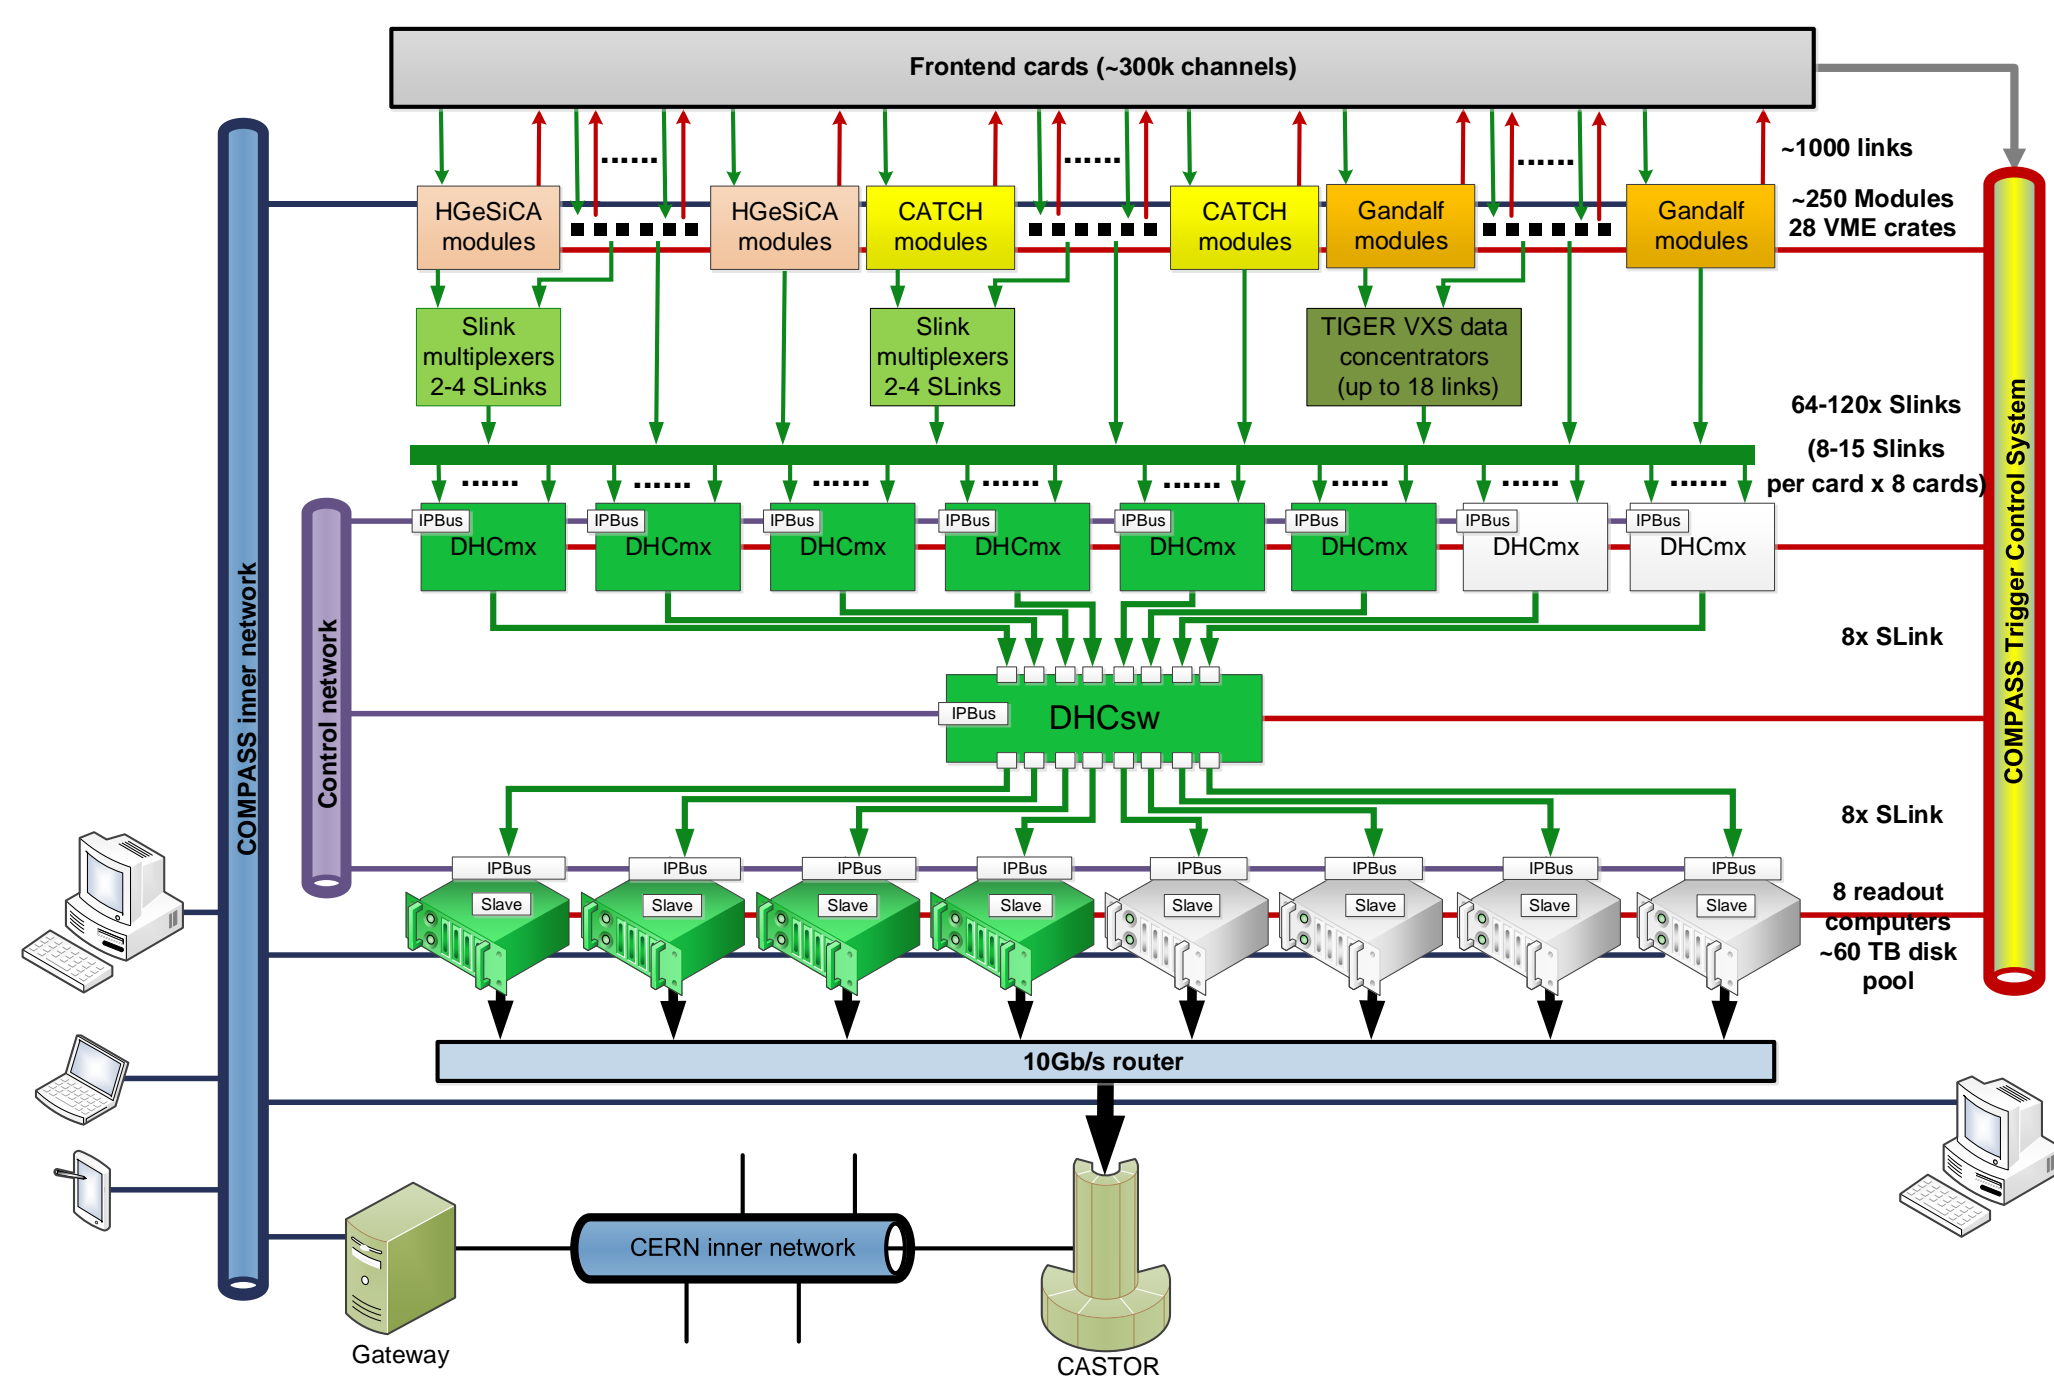 Frontend cards (~300k channels)
~1000 links
HGeSiCA
modules
HGeSiCA
modules
CATCH
modules
CATCH
modules
Gandalf
modules
Gandalf
modules
~250 Modules
28 VME crates
Slink
multiplexers
2-4 SLinks
Slink
multiplexers
2-4 SLinks
TIGER VXS data
concentrators
(up to 18 links)
64-120x Slinks
(8-15 Slinks
per card x 8 cards)
IPBus
DHCmx
IPBus
DHCmx
IPBus
DHCmx
IPBus
DHCmx
IPBus
DHCmx
IPBus
DHCmx
IPBus
DHCmx
IPBus
DHCmx
COMPASS inner network
Control network
COMPASS Trigger Control System
8x SLink
IPBus
DHCsw
8x SLink
IPBus
Slave
IPBus
Slave
IPBus
Slave
IPBus
Slave
IPBus
Slave
IPBus
Slave
IPBus
Slave
IPBus
Slave
8 readout
computers
~60 TB disk
pool
10Gb/s router
CERN inner network
Gateway
CASTOR